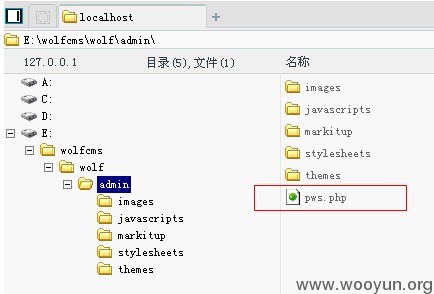 localhost
E:\wolfcms\wolf\admin\
127.0.0.1 目录(5),文件(1) 名称
A:
C:
D:
E:
wolfcms
wolf
admin
images
javascripts
markitup
stylesheets
themes
images
javascripts
markitup
stylesheets
themes
pws.php
www.wooyun.org